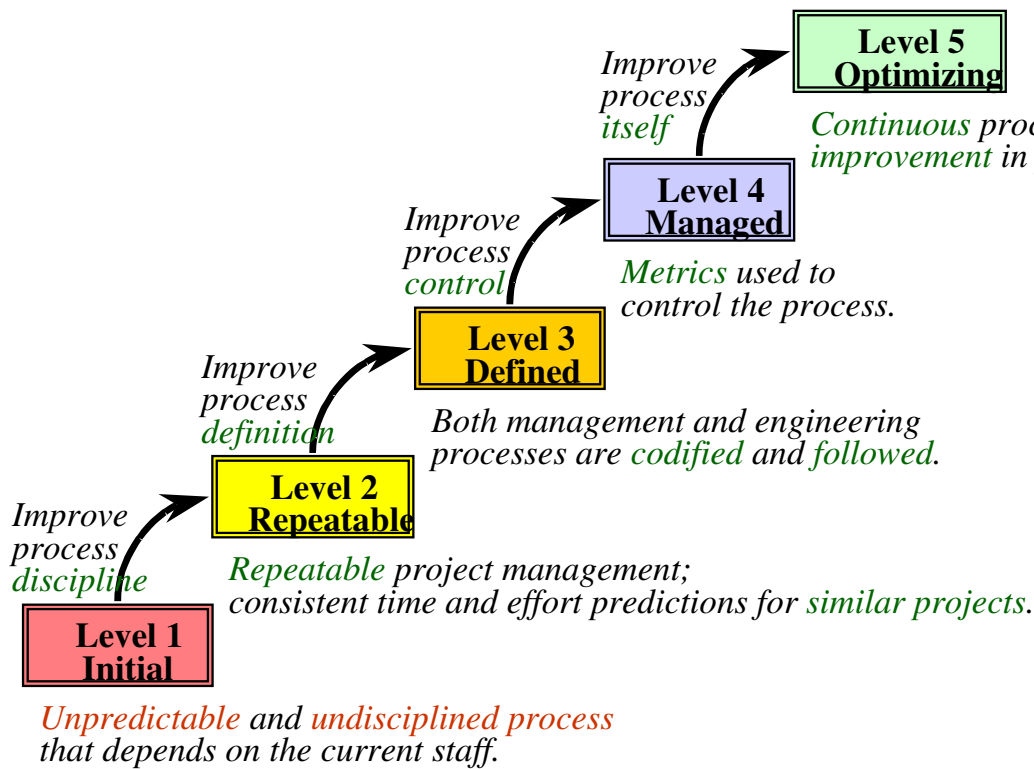 Level 5
Optimizing
Improve
process
itself
Continuous
improvement in
Level 4
Managed
Improve
process
control
Metrics used to
control the process.
Level 3
Defined
Improve
process
definition
Both management and engineering
processes are codified and followed.
Level 2
Repeatable
Improve
process
discipline
Repeatable project management;
consistent time and effort predictions for similar projects.
Level 1
Initial
Unpredictable and undisciplined process
that depends on the current staff.